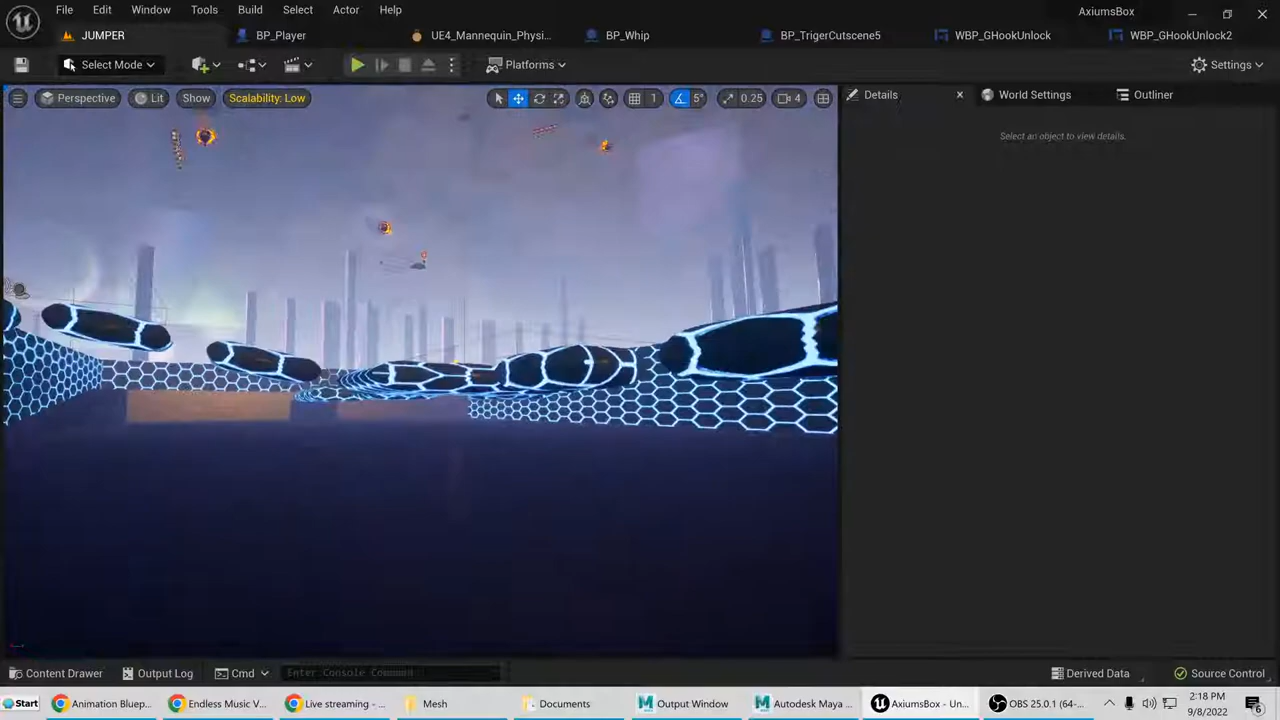 File Edit Window Tools Build Select Actor Help AxiumsBox
JUMPER BP_Player UE4_Mannequin_Physi... BP_Whip BP_TrigerCutscene5 WBP_GHookUnlock WBP_GHookUnlock2
Select Mode Platforms Settings
Perspective Lit Show Scalability: Low 1 5° 0.25 4 Details World Settings Outliner
Select an object to view details.
Content Drawer Output Log Cmd Enter Console Command Derived Data Source Control
Start Animation Bluep... Endless Music V... Live streaming - ... Mesh Documents Output Window Autodesk Maya ... AxiumsBox - Un... OBS 25.0.1 (64-... 2:18 PM
9/8/2022 6